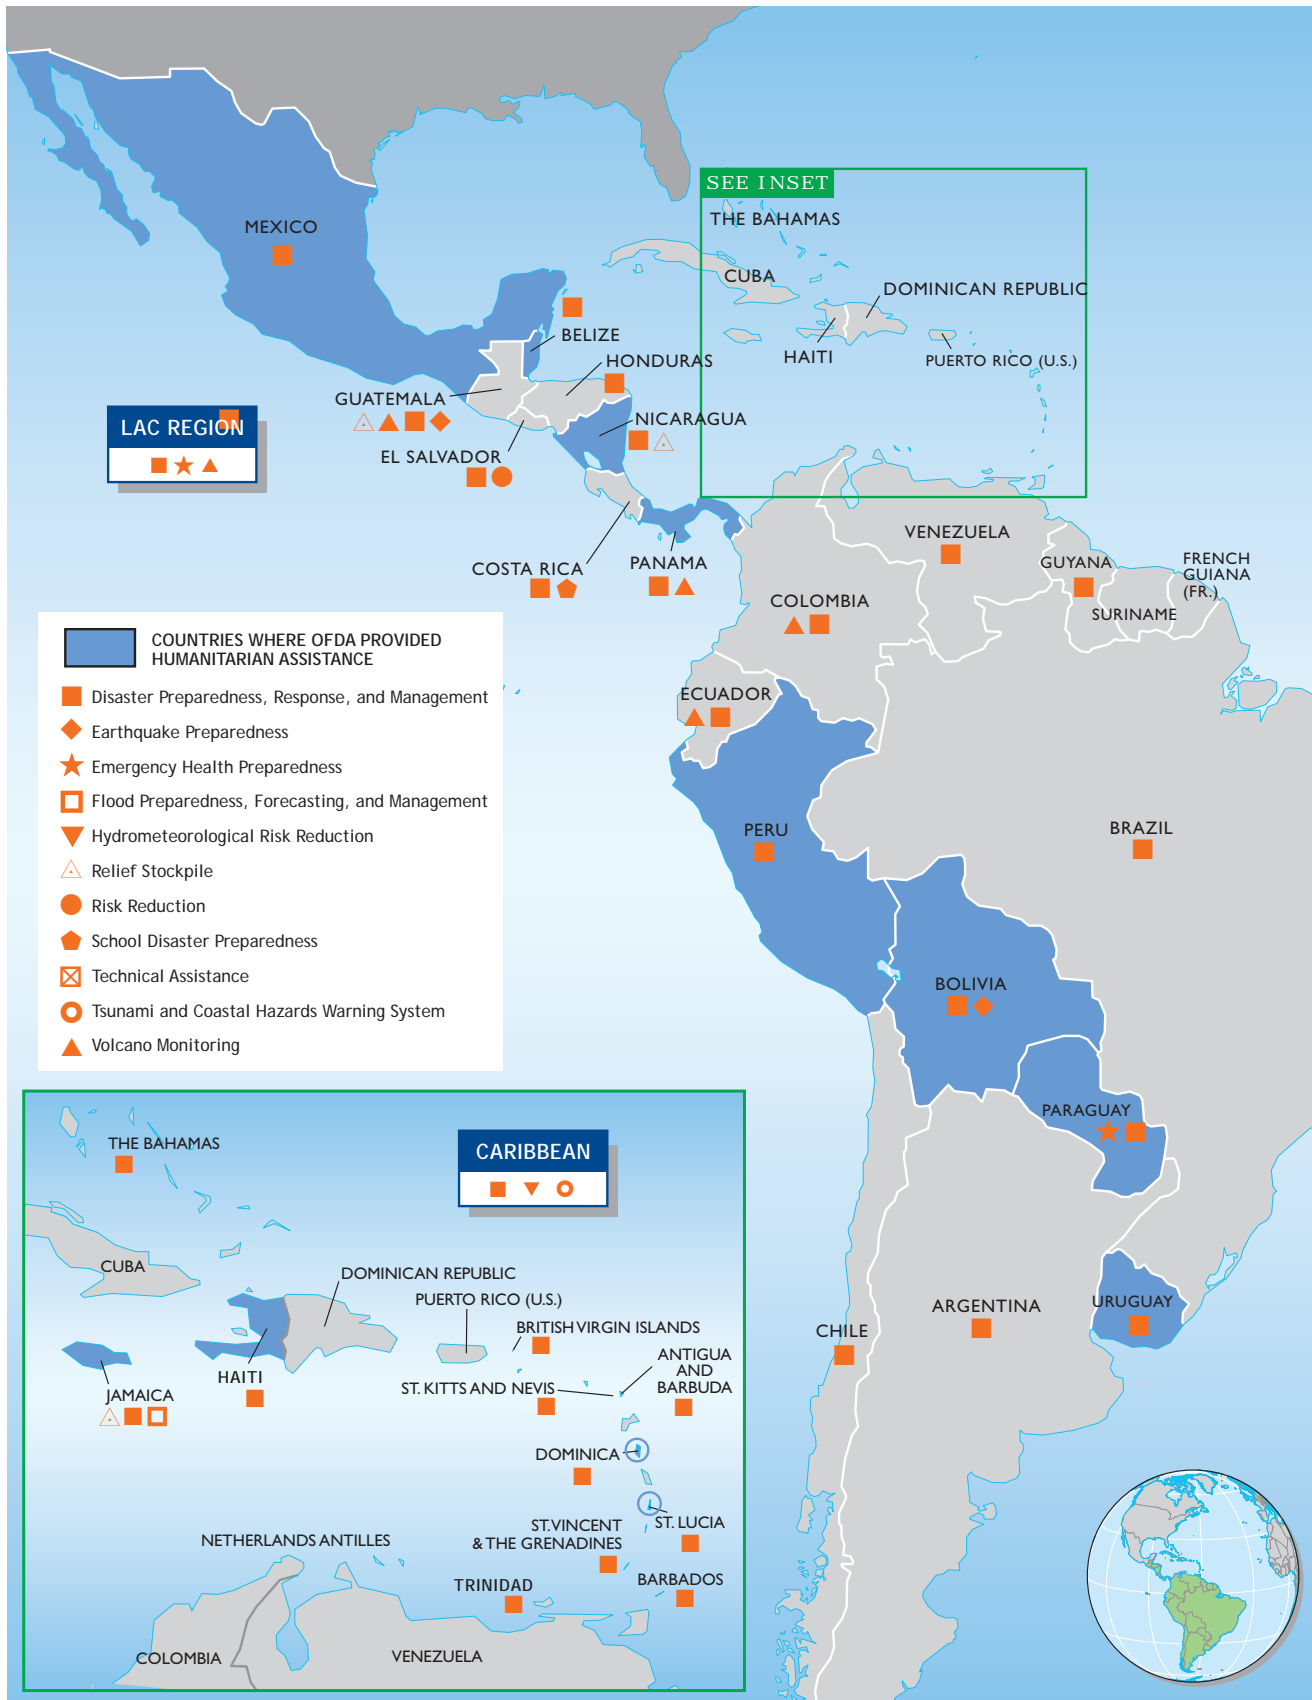 SEE INSET
THE BAHAMAS
MEXICO
CUBA
DOMINICAN REPUBLIC
BELIZE
HAITI
PUERTO RICO (U.S.)
HONDURAS
GUATEMALA
NICARAGUA
LAC REGION
EL SALVADOR
VENEZUELA
COSTA RICA
PANAMA
GUYANA
FRENCH
GUIANA
(FR.)
COLOMBIA
SURINAME
COUNTRIES WHERE OFDA PROVIDED
HUMANITARIAN ASSISTANCE
Disaster Preparedness, Response, and Management
Earthquake Preparedness
Emergency Health Preparedness
Flood Preparedness, Forecasting, and Management
Hydrometeorological Risk Reduction
Relief Stockpile
Risk Reduction
School Disaster Preparedness
Technical Assistance
Tsunami and Coastal Hazards Warning System
Volcano Monitoring
ECUADOR
PERU
BRAZIL
BOLIVIA
PARAGUAY
URUGUAY
ARGENTINA
CHILE
THE BAHAMAS
CARIBBEAN
CUBA
DOMINICAN REPUBLIC
PUERTO RICO (U.S.)
BRITISH VIRGIN ISLANDS
ANTIGUA
AND
BARBUDA
HAITI
ST. KITTS AND NEVIS
JAMAICA
DOMINICA
ST. LUCIA
ST. VINCENT
& THE GRENADINES
NETHERLANDS ANTILLES
BARBADOS
TRINIDAD
COLOMBIA
VENEZUELA